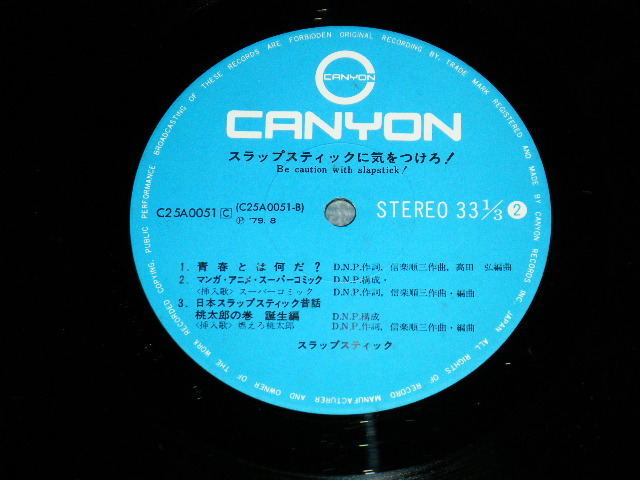 CANYON
CANYON
スラップスティックに気をつけろ!
Be caution with slapstick!
C25A0051 C (C25A0051-B)
Ⓟ '79. 8
STEREO 33 1/3 2
1. 青春とは何だ? D.N.P.作詞, 信楽順三作曲, 高田 弘編曲
2. マンガ・アニメ・スーパーコミック D.N.P.構成・
〈挿入歌〉スーパーコミック D.N.P.作詞, 信楽順三作曲・編曲
3. 日本スラップスティック昔話
桃太郎の巻 誕生編 D.N.P.構成
〈挿入歌〉燃えろ桃太郎 D.N.P.作詞, 信楽順三作曲・編曲
スラップスティック
MANUFACTURER AND OWNER OF THE WORK RECORDED COPYING, PUBLIC PERFORMANCE BROADCASTING OF THESE RECORDS ARE FORBIDDEN ORIGINAL RECORDING BY, TRADE MARK REGISTERED AND MADE BY CANYON RECORDS INC JAPAN ALL RIGHTS OF RECORD